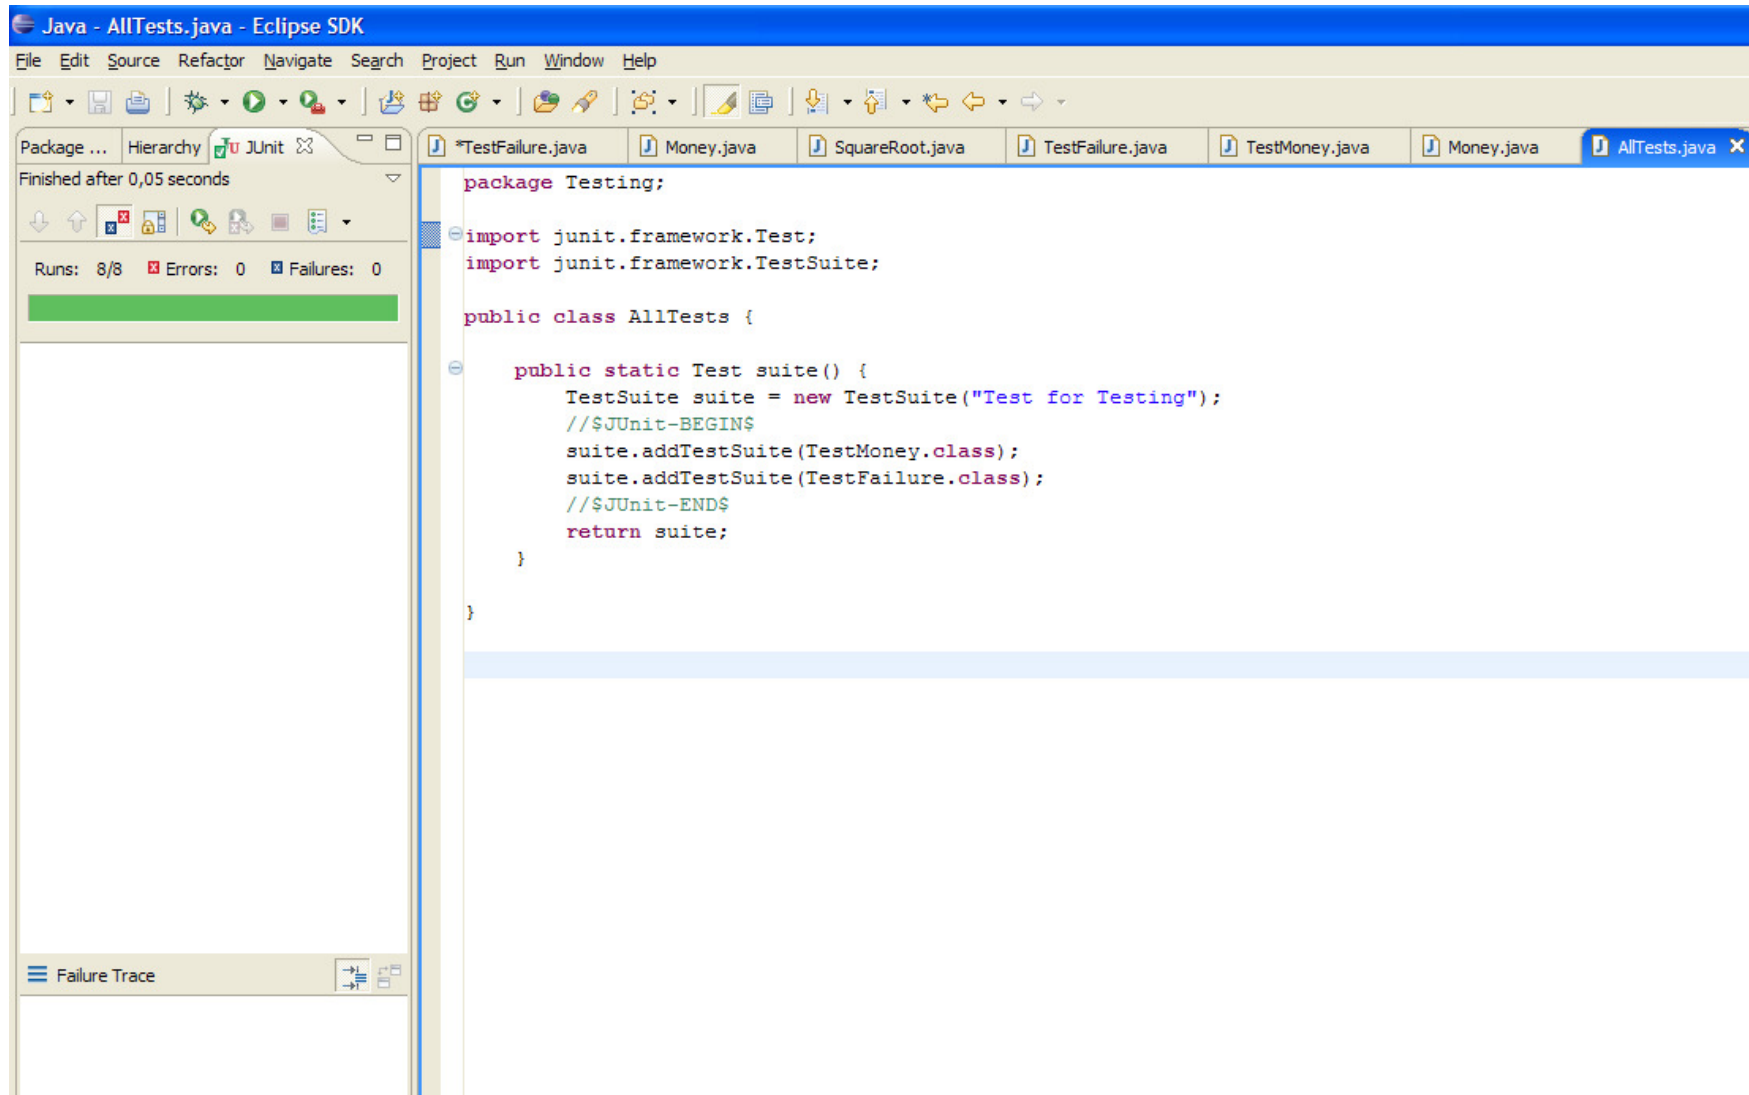 Java - AllTests.java - Eclipse SDK
File Edit Source Refactor Navigate Search Project Run Window Help
Package ... Hierarchy JUnit
*TestFailure.java Money.java SquareRoot.java TestFailure.java TestMoney.java Money.java AllTests.java
Finished after 0,05 seconds
Runs: 8/8 Errors: 0 Failures: 0
package Testing;
import junit.framework.Test;
import junit.framework.TestSuite;
public class AllTests {
public static Test suite() {
TestSuite suite = new TestSuite("Test for Testing");
//$JUnit-BEGIN$
suite.addTestSuite(TestMoney.class);
suite.addTestSuite(TestFailure.class);
//$JUnit-END$
return suite;
}
}
Failure Trace